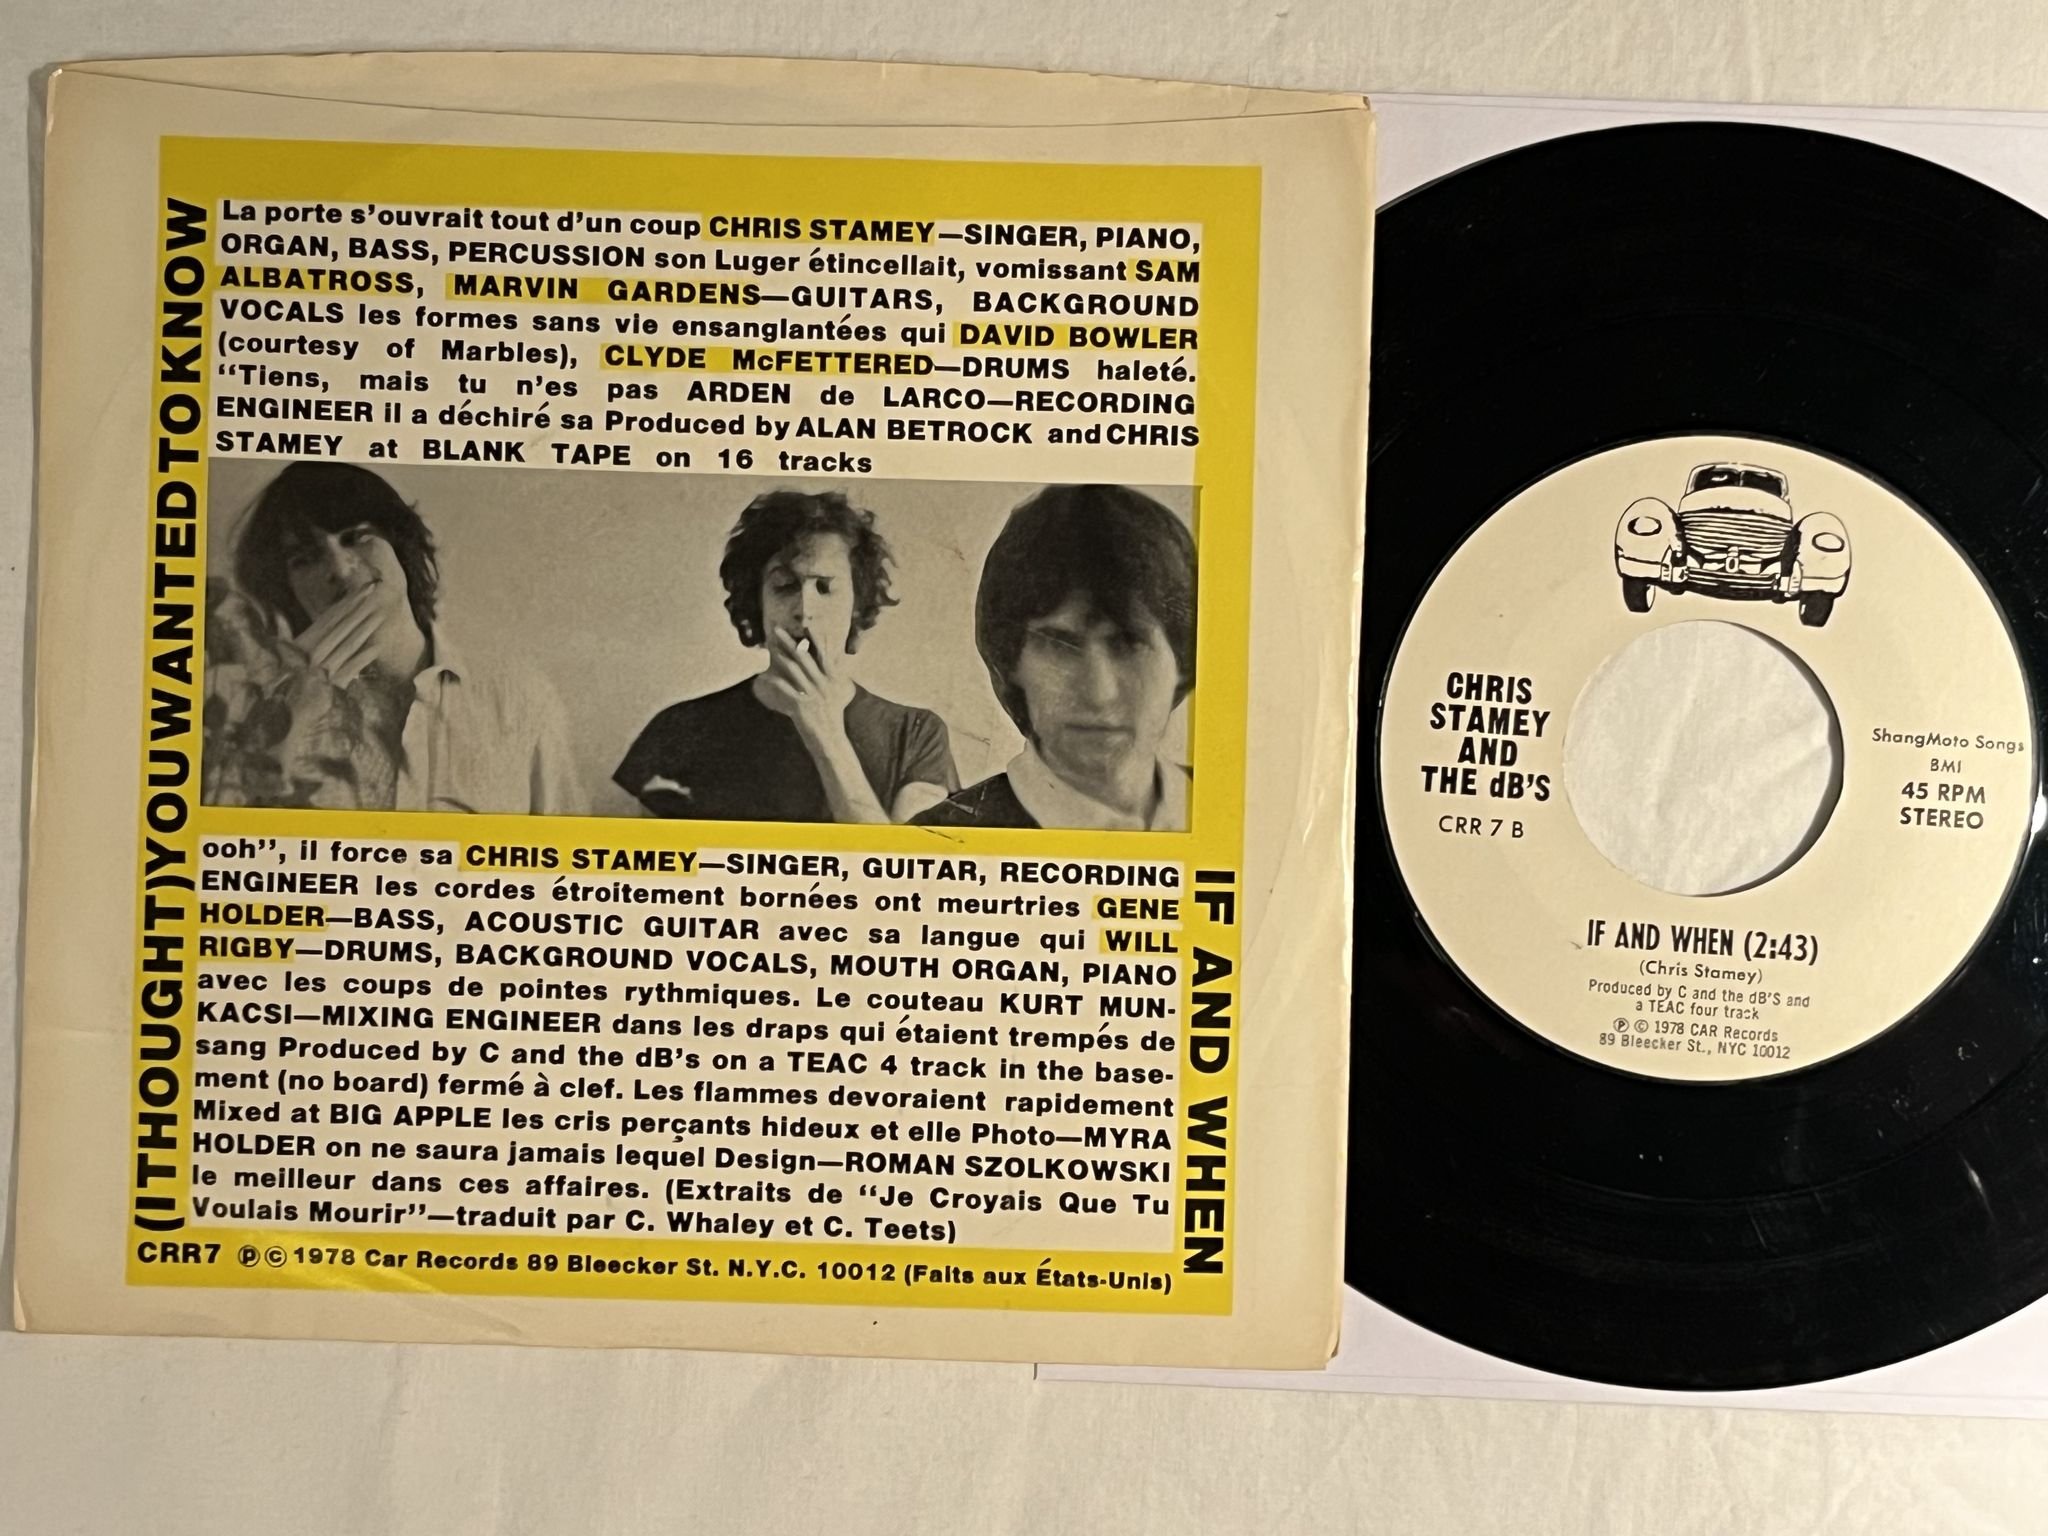 (I THOUGHT) YOU WANTED TO KNOW
La porte s'ouvrait tout d'un coup CHRIS STAMEY—SINGER, PIANO,
ORGAN, BASS, PERCUSSION son Luger étincellait, vomissant SAM
ALBATROSS, MARVIN GARDENS—GUITARS, BACKGROUND
VOCALS les formes sans vie ensanglantées qui DAVID BOWLER
(courtesy of Marbles), CLYDE McFETTERED—DRUMS haleté.
"Tiens, mais tu n'es pas ARDEN de LARCO—RECORDING
ENGINEER il a déchiré sa Produced by ALAN BETROCK and CHRIS
STAMEY at BLANK TAPE on 16 tracks
ooh", il force sa CHRIS STAMEY—SINGER, GUITAR, RECORDING
ENGINEER les cordes étroitement bornées ont meurtries GENE
HOLDER—BASS, ACOUSTIC GUITAR avec sa langue qui WILL
RIGBY—DRUMS, BACKGROUND VOCALS, MOUTH ORGAN, PIANO
avec les coups de pointes rythmiques. Le couteau KURT MUN-
KACSI—MIXING ENGINEER dans les draps qui étaient trempés de
sang Produced by C and the dB's on a TEAC 4 track in the base-
ment (no board) fermé à clef. Les flammes devoraient rapidement
Mixed at BIG APPLE les cris perçants hideux et elle Photo—MYRA
HOLDER on ne saura jamais lequel Design—ROMAN SZOLKOWSKI
le meilleur dans ces affaires. (Extraits de "Je Croyais Que Tu
Voulais Mourir"—traduit par C. Whaley et C. Teets)
IF AND WHEN
CRR7 ℗©1978 Car Records 89 Bleecker St. N.Y.C. 10012 (Faits aux États-Unis)
CHRIS
STAMEY
AND
THE dB'S
CRR 7 B
ShangMoto Songs
BMI
45 RPM
STEREO
IF AND WHEN (2:43)
(Chris Stamey)
Produced by C and the dB'S and
a TEAC four track
℗ © 1978 CAR Records
89 Bleecker St., NYC 10012